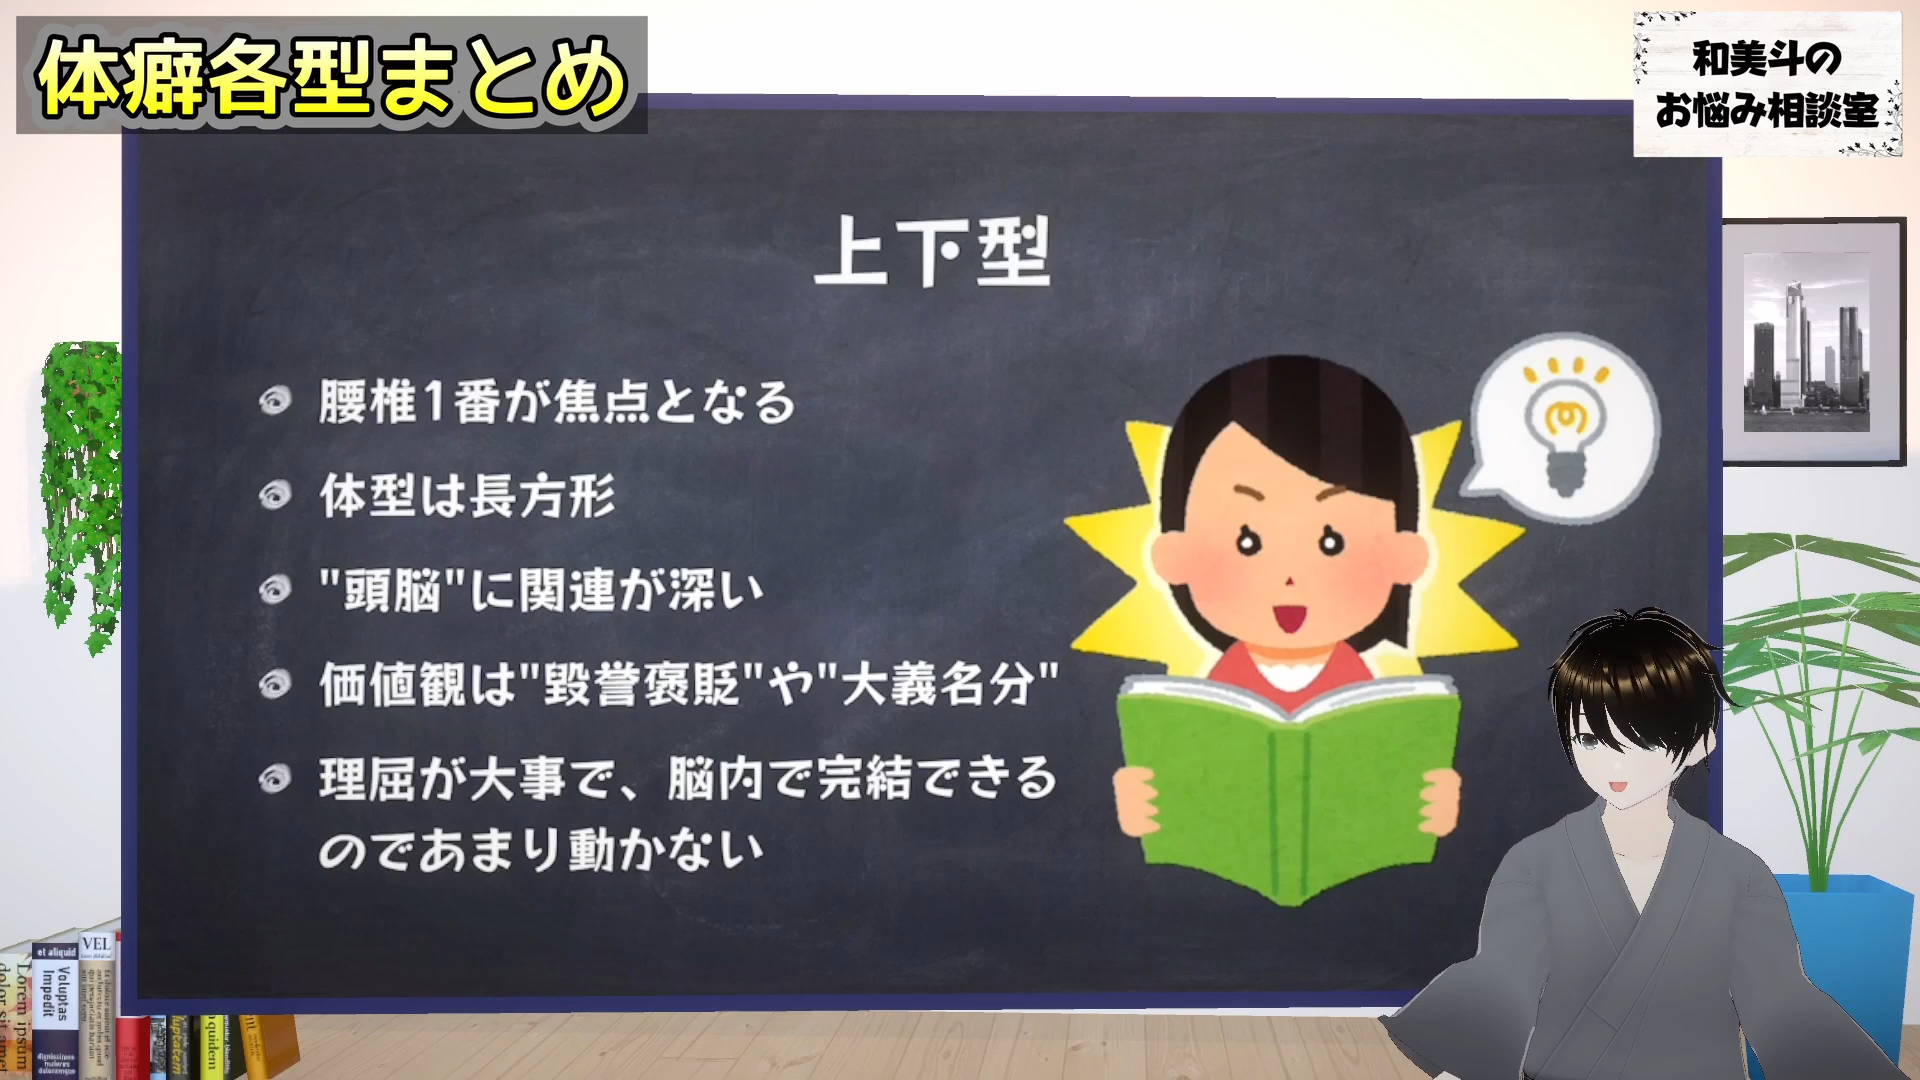 体癖各型まとめ
和美斗の
お悩み相談室
上下型
腰椎1番が焦点となる
体型は長方形
"頭脳"に関連が深い
価値観は"毀誉褒貶"や"大義名分"
理屈が大事で、脳内で完結できる
のであまり動かない
et aliquid
Voluptas
Impedit
VEL
Lorem ipsum
dolor sit amet